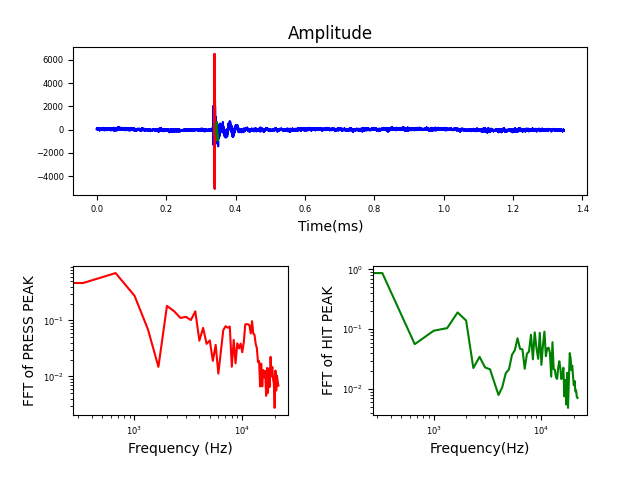 Amplitude
6000
4000
2000
0
−2000
−4000
0.0 0.2 0.4 0.6 0.8 1.0 1.2 1.4
Time(ms)
FFT of PRESS PEAK
10⁻¹
10⁻²
10³ 10⁴
Frequency (Hz)
FFT of HIT PEAK
10⁰
10⁻¹
10⁻²
10³ 10⁴
Frequency(Hz)